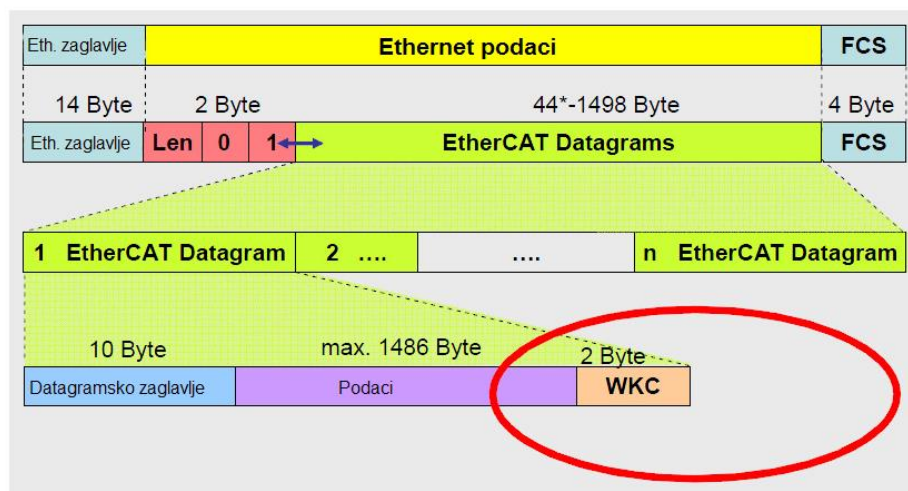 Eth. zaglavlje Ethernet podaci FCS
14 Byte 2 Byte 44*-1498 Byte 4 Byte
Eth. zaglavlje Len 0 1 EtherCAT Datagrams FCS
1 EtherCAT Datagram 2 .... .... n EtherCAT Datagram
10 Byte max. 1486 Byte 2 Byte
Datagramsko zaglavlje Podaci WKC